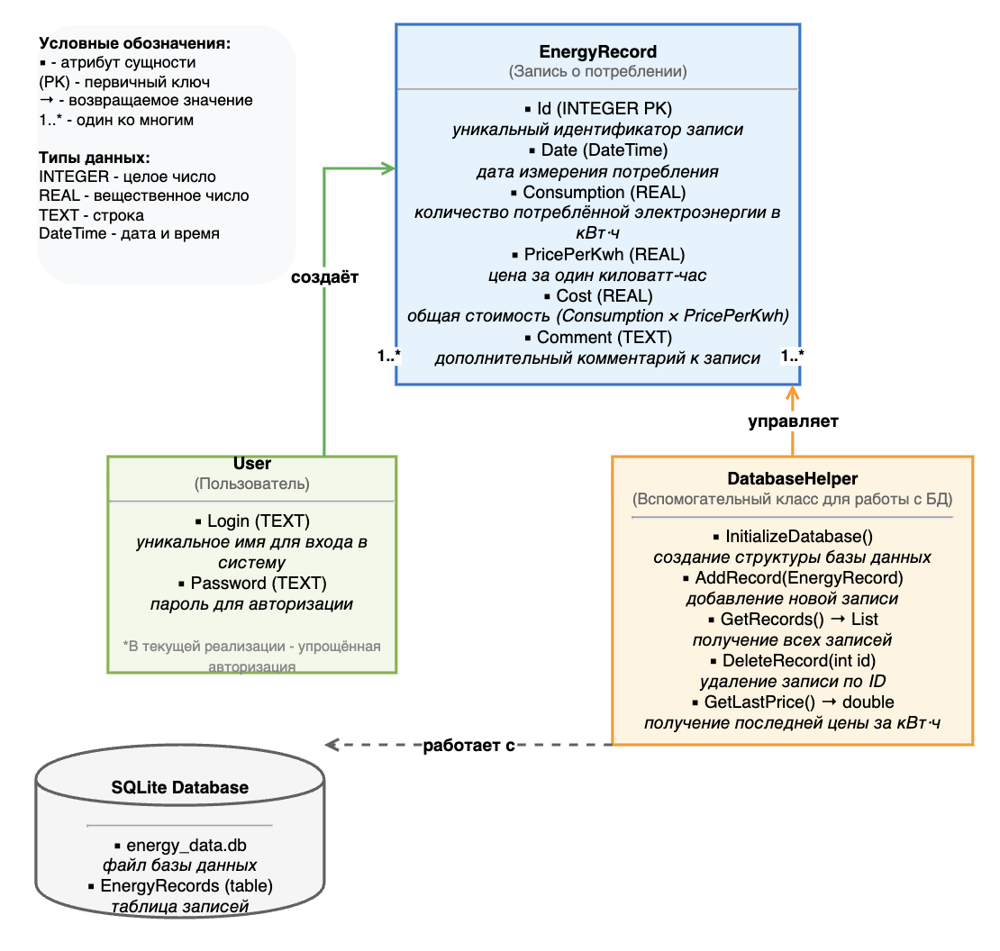 Условные обозначения:
▪ - атрибут сущности
(PK) - первичный ключ
→ - возвращаемое значение
1..* - один ко многим
Типы данных:
INTEGER - целое число
REAL - вещественное число
TEXT - строка
DateTime - дата и время
EnergyRecord
(Запись о потреблении)
▪ Id (INTEGER PK)
уникальный идентификатор записи
▪ Date (DateTime)
дата измерения потребления
▪ Consumption (REAL)
количество потреблённой электроэнергии в
кВт·ч
▪ PricePerKwh (REAL)
цена за один киловатт-час
▪ Cost (REAL)
общая стоимость (Consumption × PricePerKwh)
▪ Comment (TEXT)
дополнительный комментарий к записи
создаёт
1..*
1..*
управляет
User
(Пользователь)
▪ Login (TEXT)
уникальное имя для входа в
систему
▪ Password (TEXT)
пароль для авторизации
*В текущей реализации - упрощённая
авторизация
DatabaseHelper
(Вспомогательный класс для работы с БД)
▪ InitializeDatabase()
создание структуры базы данных
▪ AddRecord(EnergyRecord)
добавление новой записи
▪ GetRecords() → List
получение всех записей
▪ DeleteRecord(int id)
удаление записи по ID
▪ GetLastPrice() → double
получение последней цены за кВт·ч
работает с
SQLite Database
▪ energy_data.db
файл базы данных
▪ EnergyRecords (table)
таблица записей